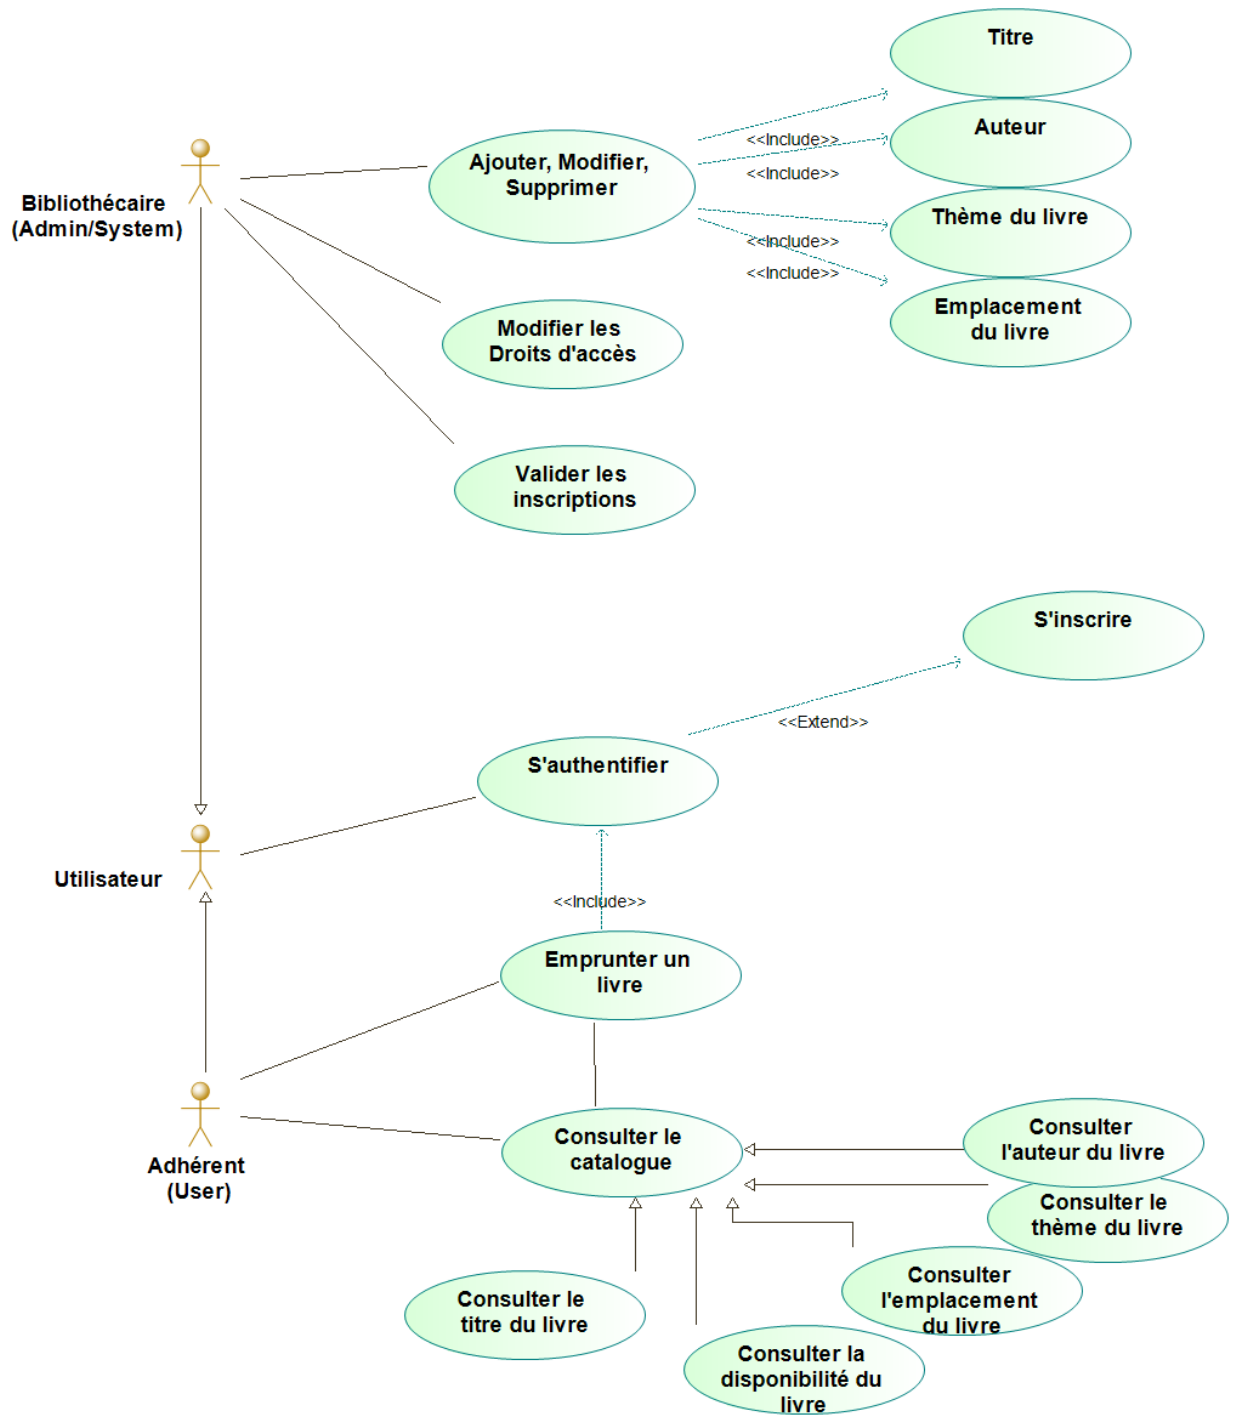 Titre
<<Include>>
Auteur
Ajouter, Modifier,
Supprimer
<<Include>>
Bibliothécaire
(Admin/System)
Thème du livre
<<Include>>
<<Include>>
Emplacement
du livre
Modifier les
Droits d'accès
Valider les
inscriptions
S'inscrire
<<Extend>>
S'authentifier
Utilisateur
<<Include>>
Emprunter un
livre
Adhérent
(User)
Consulter le
catalogue
Consulter
l'auteur du livre
Consulter le
thème du livre
Consulter
l'emplacement
du livre
Consulter le
titre du livre
Consulter la
disponibilité du
livre